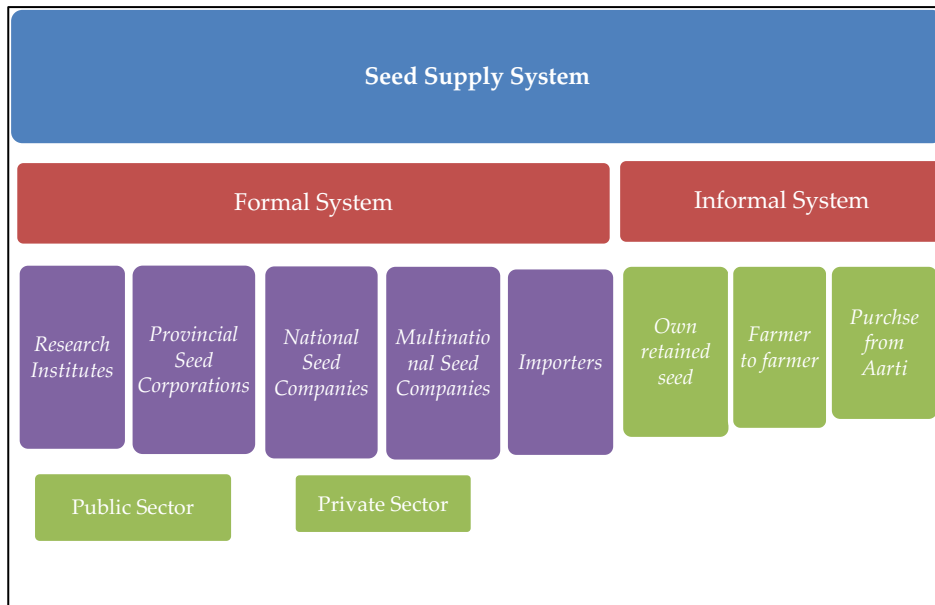 Seed Supply System
Formal System
Informal System
Research
Institutes
Provincial
Seed
Corporations
National
Seed
Companies
Multinatio
nal Seed
Companies
Importers
Own
retained
seed
Farmer
to farmer
Purchse
from
Aarti
Public Sector
Private Sector